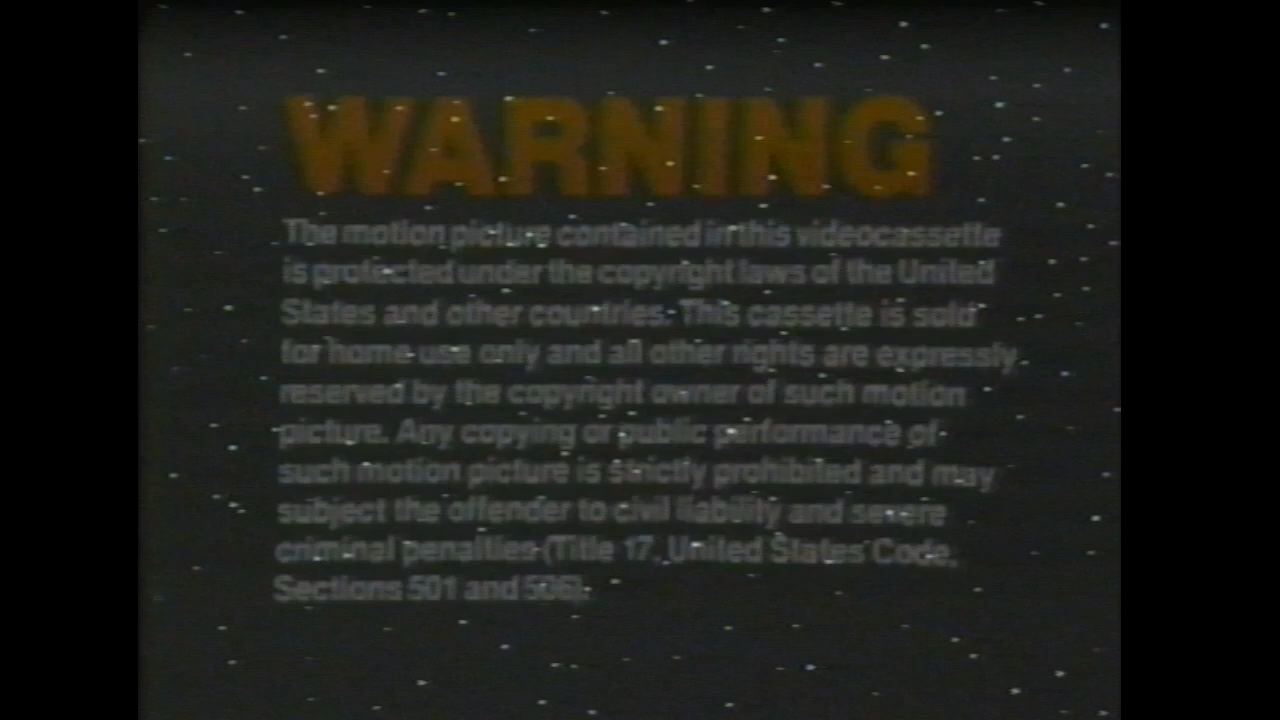 WARNING
The motion picture contained in this videocassette
is protected under the copyright laws of the United
States and other countries. This cassette is sold
for home use only and all other rights are expressly
reserved by the copyright owner of such motion
picture. Any copying or public performance of
such motion picture is strictly prohibited and may
subject the offender to civil liability and severe
criminal penalties (Title 17, United States Code,
Sections 501 and 506).